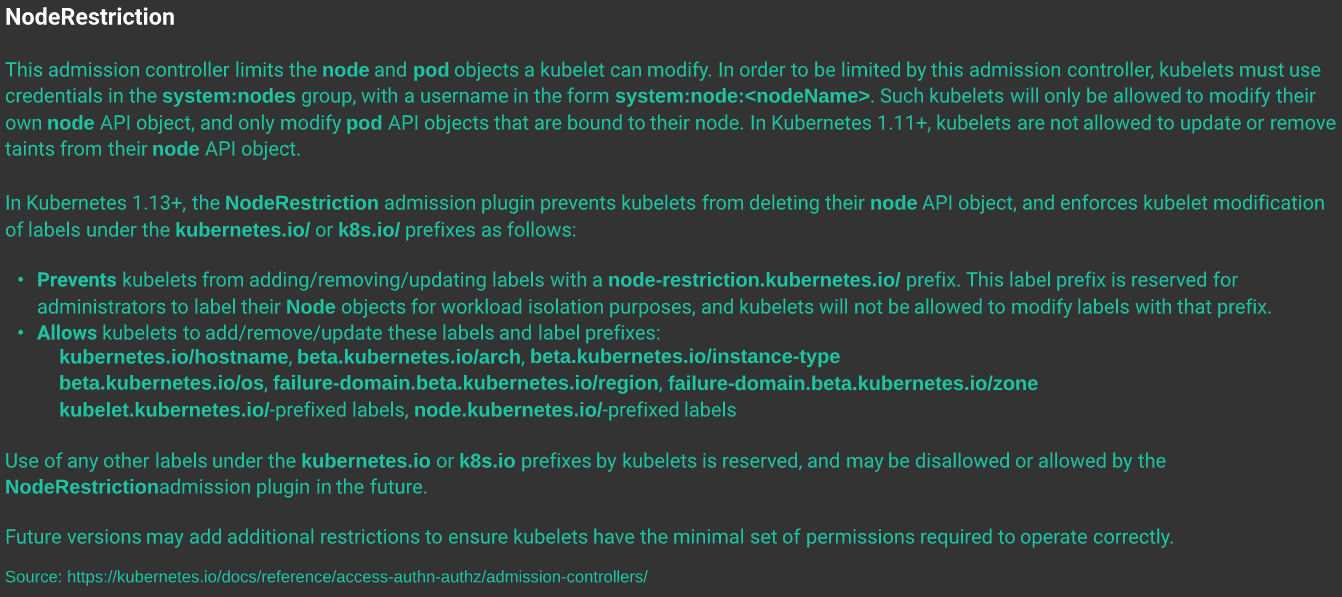 NodeRestriction
This admission controller limits the node and pod objects a kubelet can modify. In order to be limited by this admission controller, kubelets must use
credentials in the system:nodes group, with a username in the form system:node:<nodeName>. Such kubelets will only be allowed to modify their
own node API object, and only modify pod API objects that are bound to their node. In Kubernetes 1.11+, kubelets are not allowed to update or remove
taints from their node API object.
In Kubernetes 1.13+, the NodeRestriction admission plugin prevents kubelets from deleting their node API object, and enforces kubelet modification
of labels under the kubernetes.io/ or k8s.io/ prefixes as follows:
• Prevents kubelets from adding/removing/updating labels with a node-restriction.kubernetes.io/ prefix. This label prefix is reserved for
administrators to label their Node objects for workload isolation purposes, and kubelets will not be allowed to modify labels with that prefix.
• Allows kubelets to add/remove/update these labels and label prefixes:
kubernetes.io/hostname, beta.kubernetes.io/arch, beta.kubernetes.io/instance-type
beta.kubernetes.io/os, failure-domain.beta.kubernetes.io/region, failure-domain.beta.kubernetes.io/zone
kubelet.kubernetes.io/-prefixed labels, node.kubernetes.io/-prefixed labels
Use of any other labels under the kubernetes.io or k8s.io prefixes by kubelets is reserved, and may be disallowed or allowed by the
NodeRestrictionadmission plugin in the future.
Future versions may add additional restrictions to ensure kubelets have the minimal set of permissions required to operate correctly.
Source: https://kubernetes.io/docs/reference/access-authn-authz/admission-controllers/